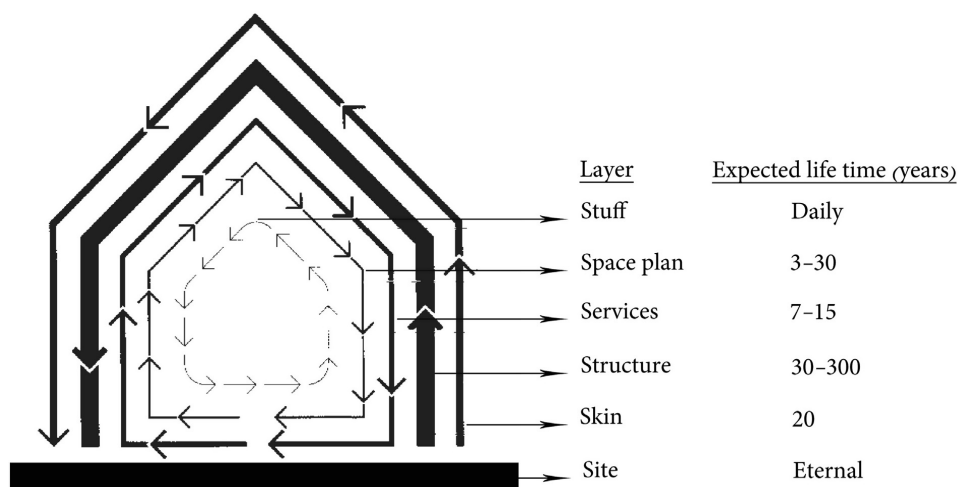 Layer Expected life time (years)
Stuff Daily
Space plan 3–30
Services 7–15
Structure 30–300
Skin 20
Site Eternal